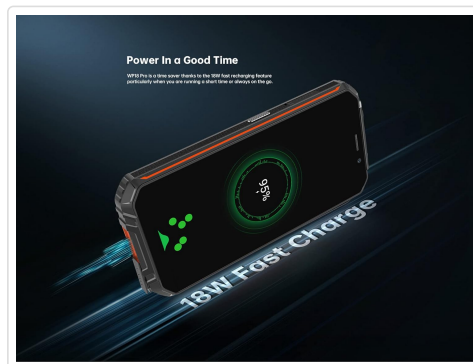 Power In a Good Time
WP18 Pro is a time saver thanks to the 18W fast recharging feature
particularly when you are running a short time or always on the go.
95%
18W Fast Charge